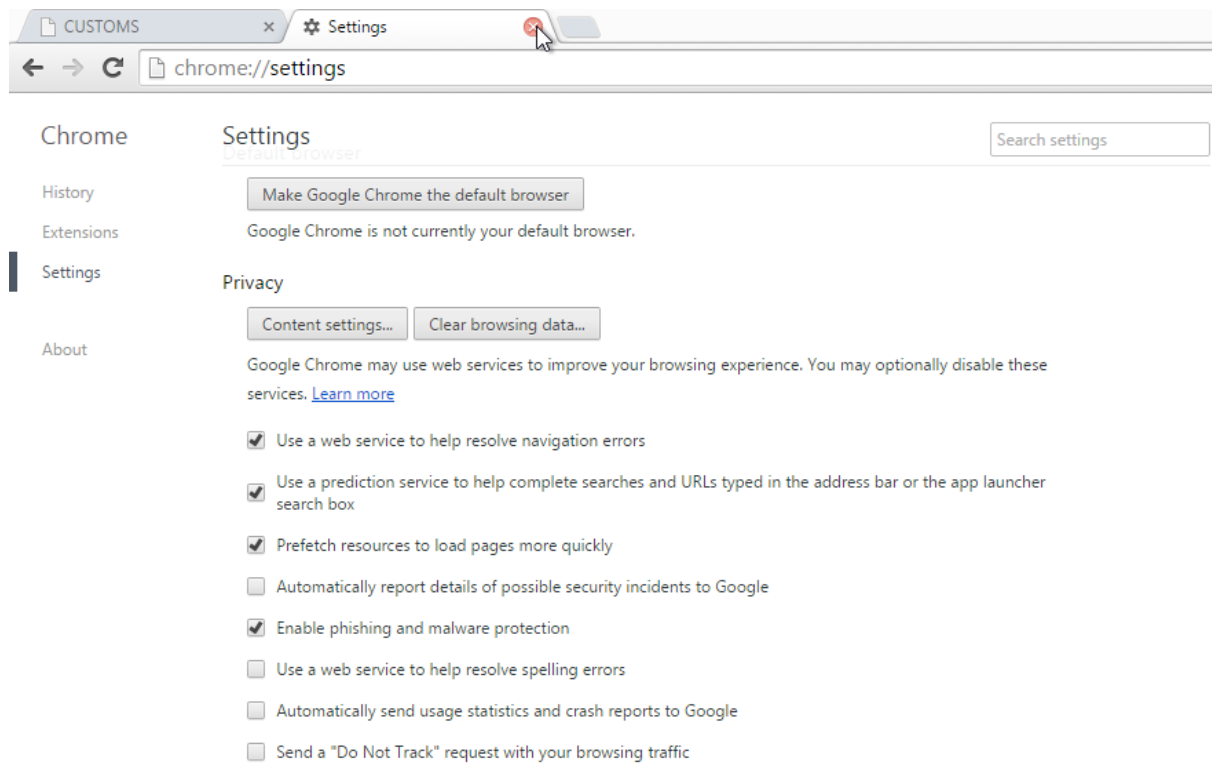 CUSTOMS
Settings
chrome://settings
Chrome
Settings
Search settings
Default browser
History
Make Google Chrome the default browser
Extensions
Google Chrome is not currently your default browser.
Settings
Privacy
Content settings...
Clear browsing data...
About
Google Chrome may use web services to improve your browsing experience. You may optionally disable these
services. Learn more
Use a web service to help resolve navigation errors
Use a prediction service to help complete searches and URLs typed in the address bar or the app launcher
search box
Prefetch resources to load pages more quickly
Automatically report details of possible security incidents to Google
Enable phishing and malware protection
Use a web service to help resolve spelling errors
Automatically send usage statistics and crash reports to Google
Send a "Do Not Track" request with your browsing traffic